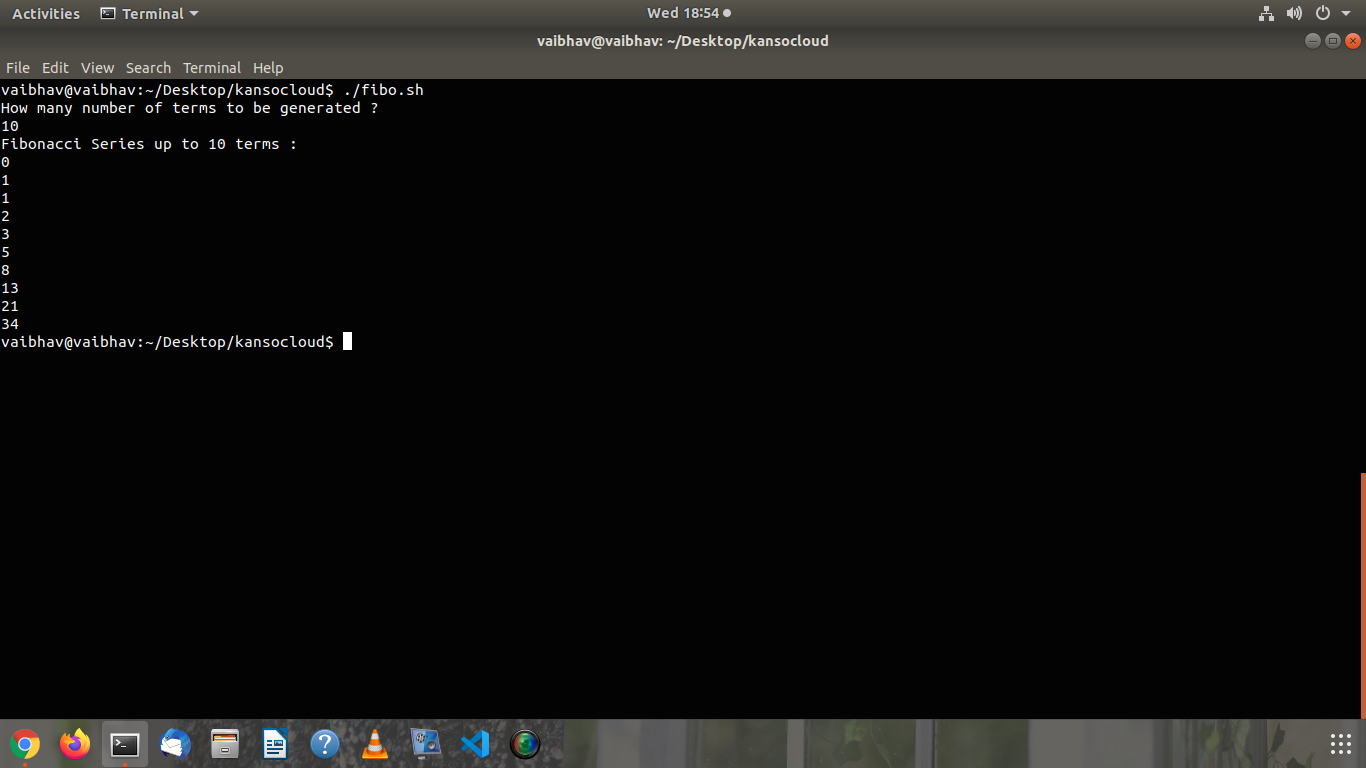 Activities Terminal Wed 18:54
vaibhav@vaibhav: ~/Desktop/kansocloud
File Edit View Search Terminal Help
vaibhav@vaibhav:~/Desktop/kansocloud$ ./fibo.sh
How many number of terms to be generated ?
10
Fibonacci Series up to 10 terms :
0
1
1
2
3
5
8
13
21
34
vaibhav@vaibhav:~/Desktop/kansocloud$